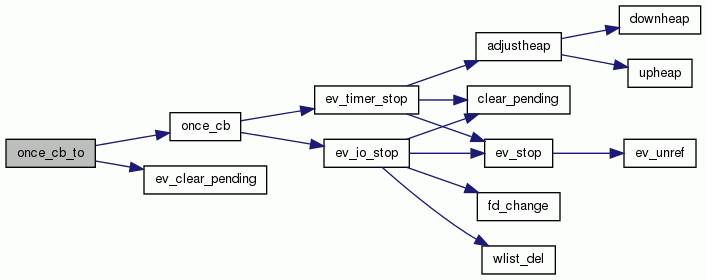 once_cb_to
once_cb
ev_clear_pending
ev_timer_stop
ev_io_stop
adjustheap
clear_pending
ev_stop
fd_change
wlist_del
downheap
upheap
ev_unref